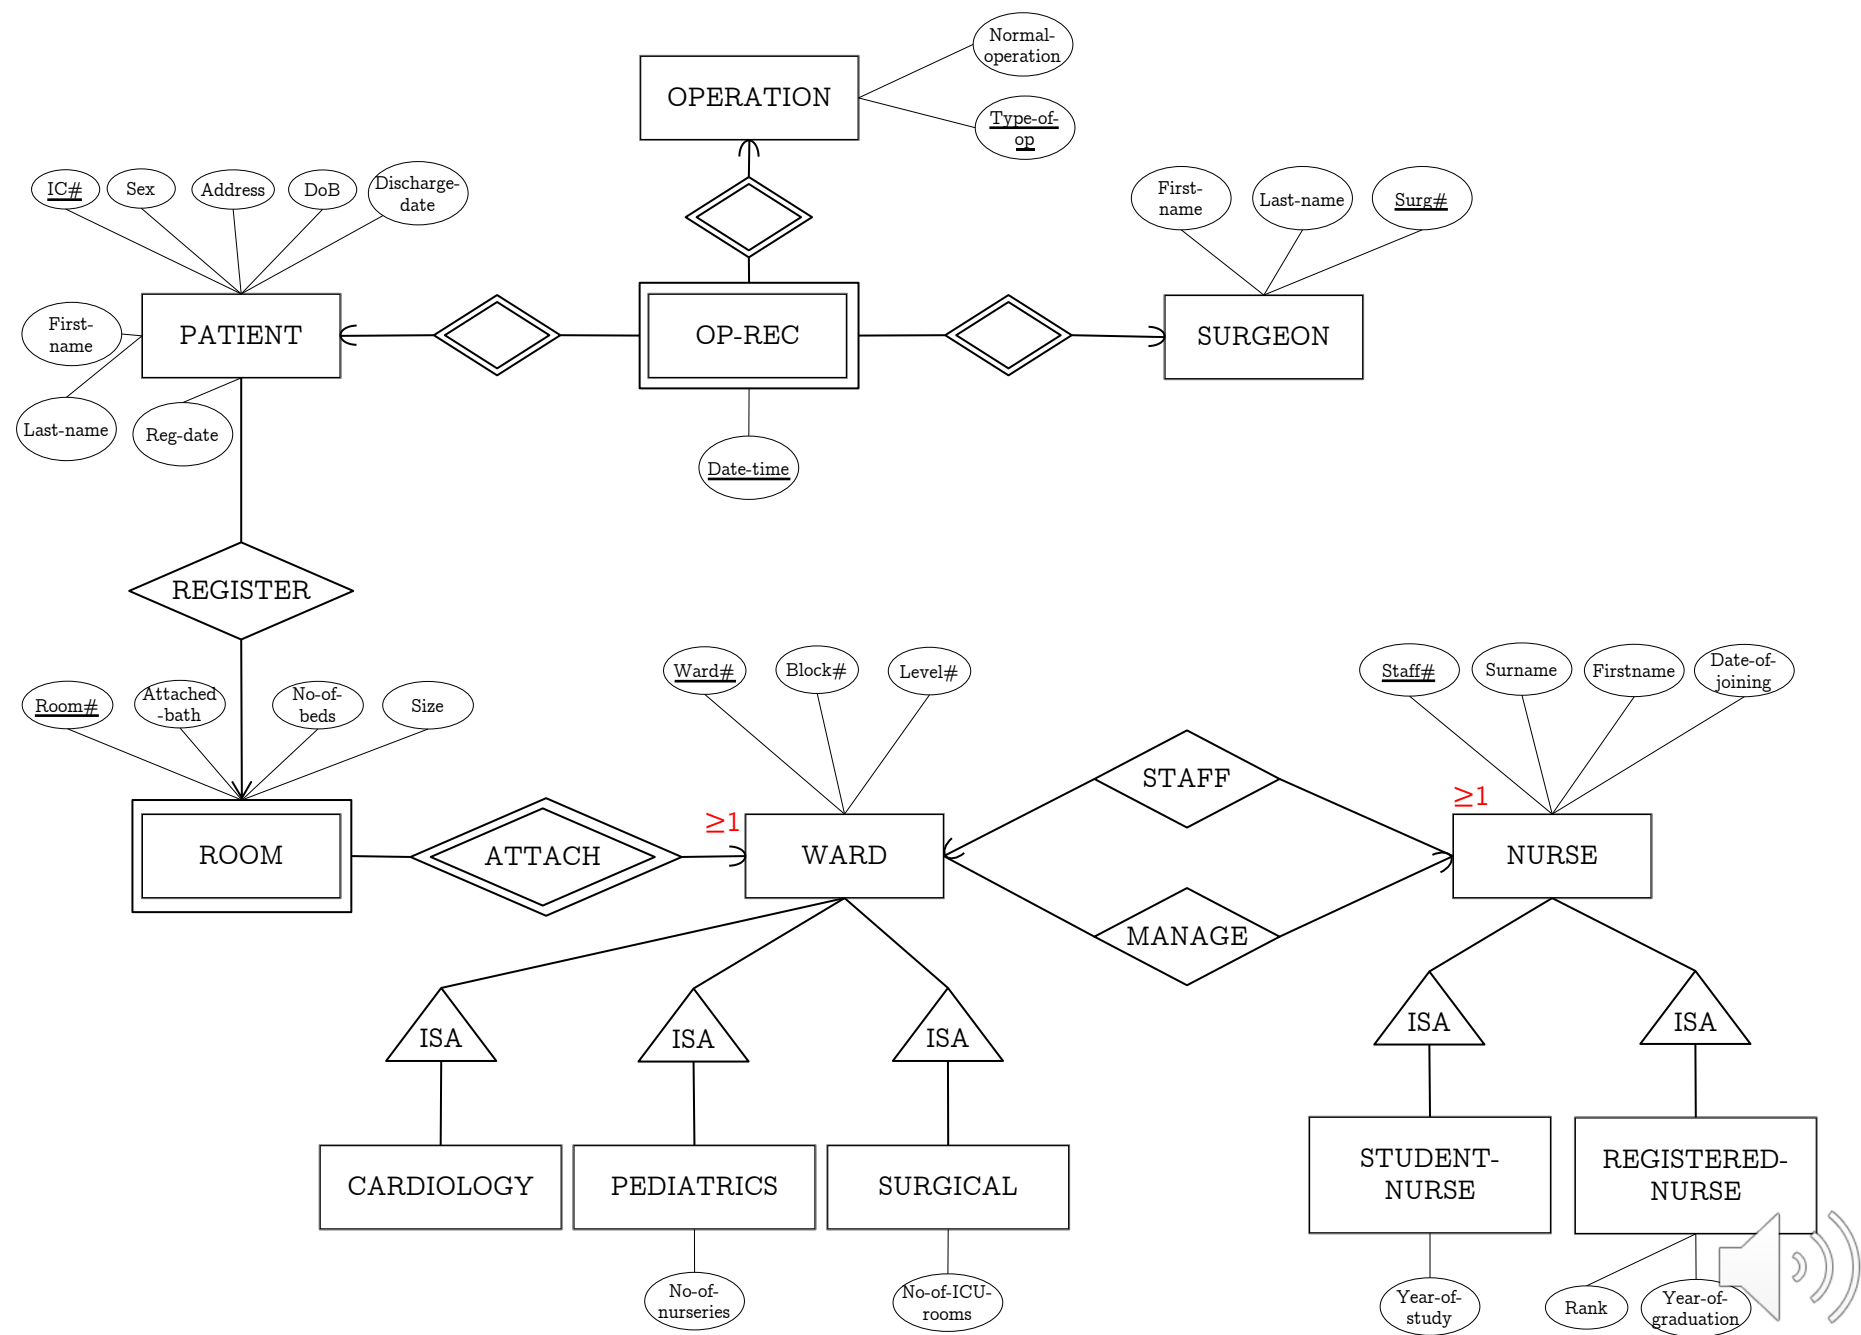 Normal-
operation
OPERATION
Type-of-
op
IC#
Sex
Address
DoB
Discharge-
date
First-
name
Last-name
Surg#
First-
name
PATIENT
OP-REC
SURGEON
Last-name
Reg-date
Date-time
REGISTER
Room#
Attached
-bath
No-of-
beds
Size
Ward#
Block#
Level#
Staff#
Surname
Firstname
Date-of-
joining
STAFF
≥1
≥1
ROOM
ATTACH
WARD
NURSE
MANAGE
ISA
ISA
ISA
ISA
ISA
CARDIOLOGY
PEDIATRICS
SURGICAL
STUDENT-
NURSE
REGISTERED-
NURSE
No-of-
nurseries
No-of-ICU-
rooms
Year-of-
study
Rank
Year-of-
graduation